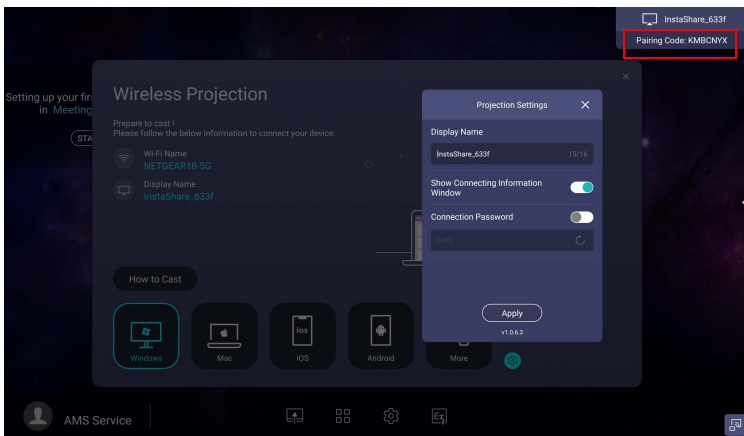 InstaShare_633f
Pairing Code: KMBCNYX
Setting up your fir
in Meeting
STA
Wireless Projection
Prepare to cast !
Please follow the below information to connect your device.
Wi-Fi Name
NETGEAR18-5G
Display Name
InstaShare_633f
How to Cast
Windows
Mac
ios
iOS
Android
More
Projection Settings
Display Name
InstaShare_633f 15/16
Show Connecting Information
Window
Connection Password
Apply
v1.0.6.3
AMS Service